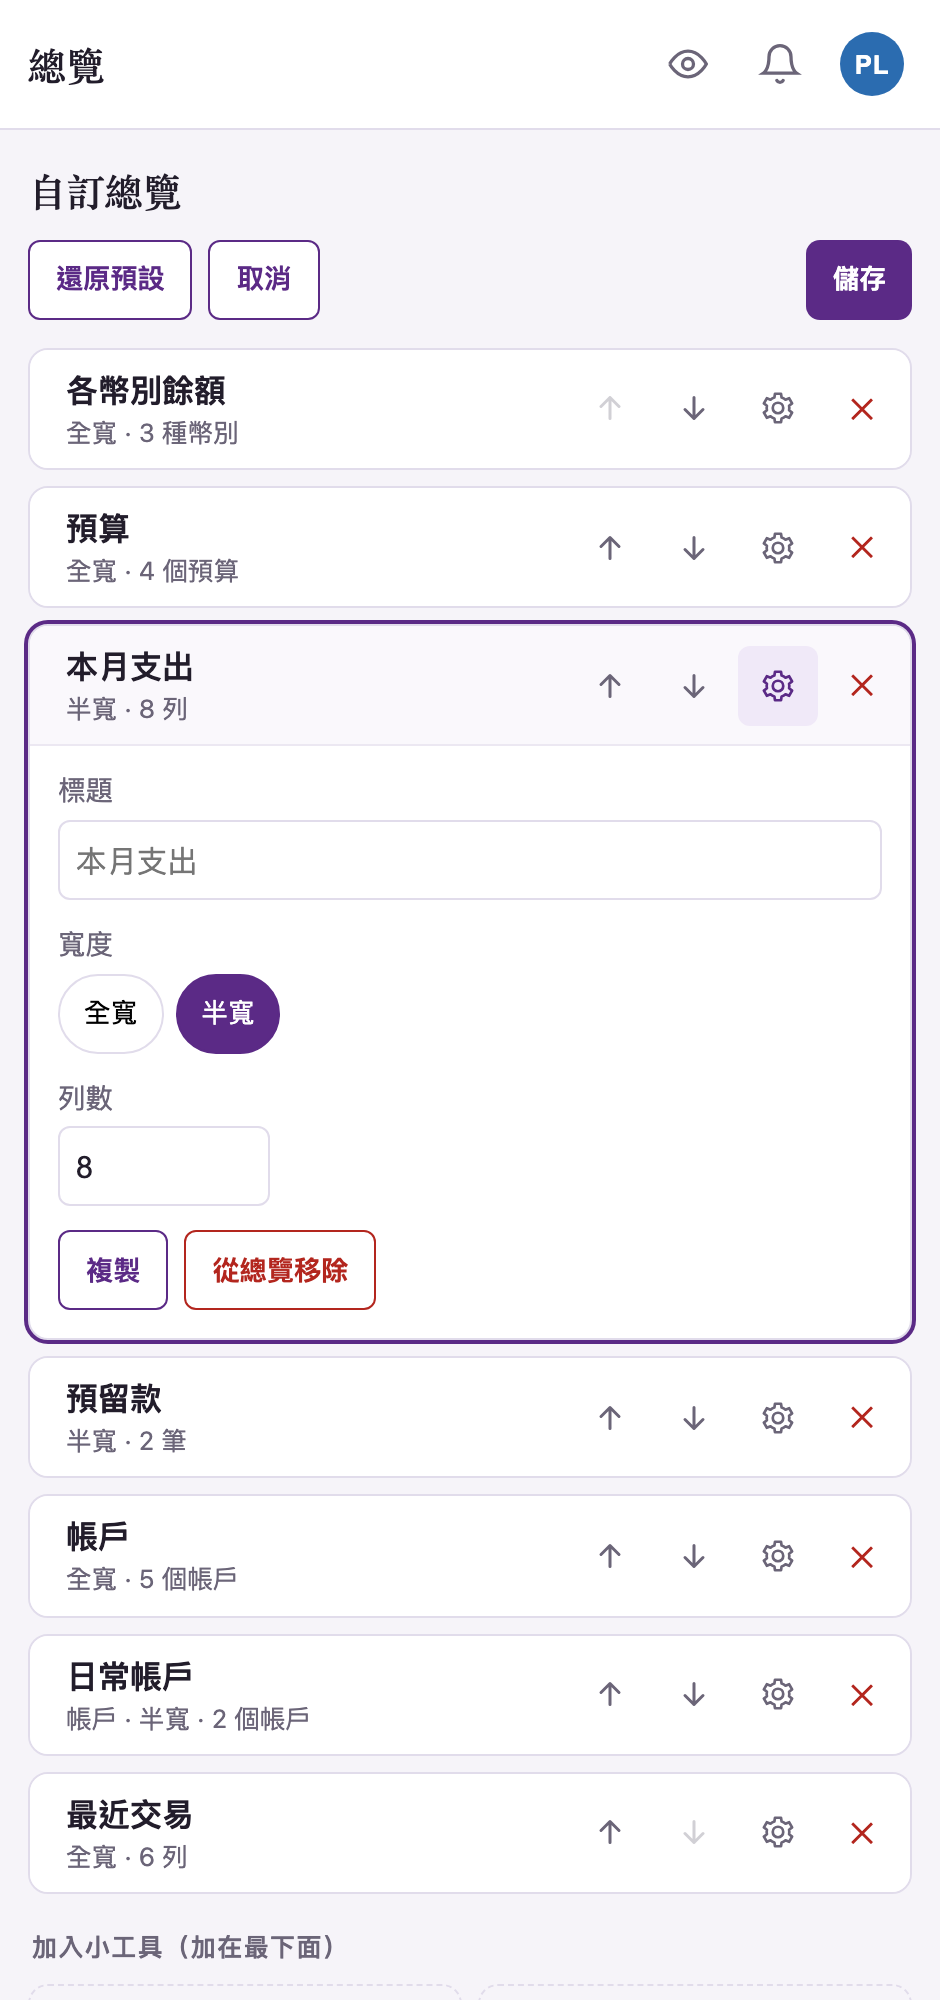 總覽
PL
自訂總覽
還原預設
取消
儲存
各幣別餘額
全寬 · 3 種幣別
預算
全寬 · 4 個預算
本月支出
半寬 · 8 列
標題
本月支出
寬度
全寬
半寬
列數
8
複製
從總覽移除
預留款
半寬 · 2 筆
帳戶
全寬 · 5 個帳戶
日常帳戶
帳戶 · 半寬 · 2 個帳戶
最近交易
全寬 · 6 列
加入小工具（加在最下面）